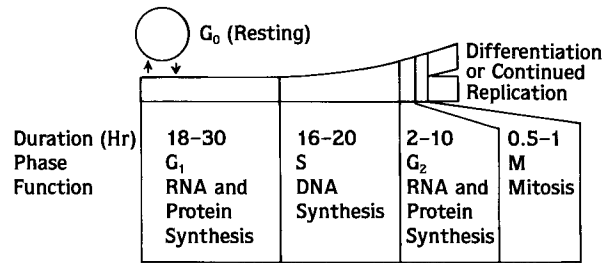 G₀ (Resting)
Differentiation
or Continued
Replication
Duration (Hr) 18-30 16-20 2-10 0.5-1
Phase G₁ S G₂ M
Function RNA and DNA RNA and Mitosis
Protein Synthesis Protein
Synthesis Synthesis